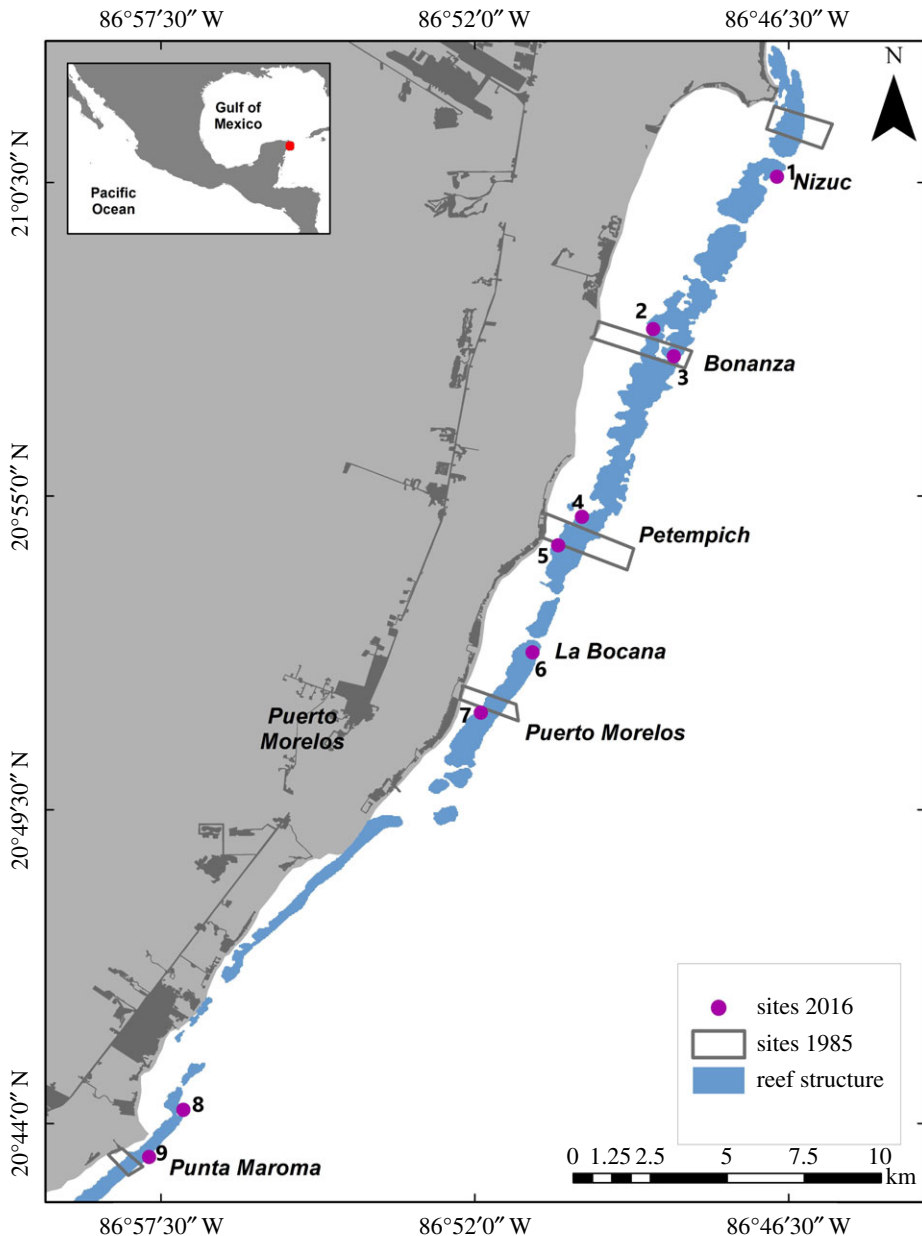 86°57′30″ W 86°52′0″ W 86°46′30″ W
N
Gulf of
Mexico
Pacific
Ocean
21°0′30″ N
20°55′0″ N
20°49′30″ N
20°44′0″ N
1
Nizuc
2
3
Bonanza
4
Petempich
5
La Bocana
6
7
Puerto Morelos
Puerto
Morelos
8
9
Punta Maroma
sites 2016
sites 1985
reef structure
0 1.25 2.5 5 7.5 10
km
86°57′30″ W 86°52′0″ W 86°46′30″ W